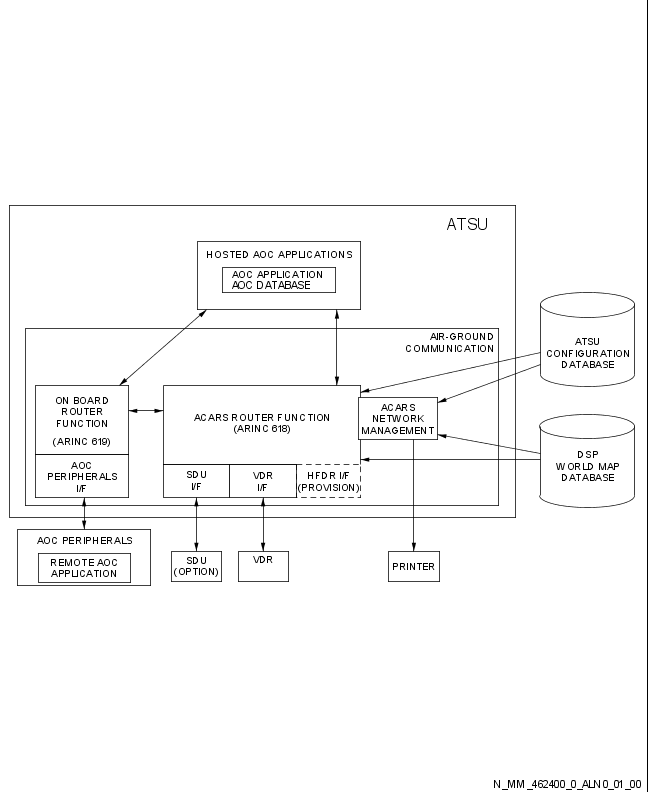 ATSU
HOSTED AOC APPLICATIONS
AOC APPLICATION
AOC DATABASE
AIR-GROUND
COMMUNICATION
ATSU
CONFIGURATION
DATABASE
ON BOARD
ROUTER
FUNCTION
(ARINC 619)
ACARS ROUTER FUNCTION
(ARINC 618)
ACARS
NETWORK
MANAGEMENT
DSP
WORLD MAP
DATABASE
AOC
PERIPHERALS
I/F
SDU
I/F
VDR
I/F
HFDR I/F
(PROVISION)
AOC PERIPHERALS
REMOTE AOC
APPLICATION
SDU
(OPTION)
VDR
PRINTER
N_MM_462400_0_ALN0_01_00